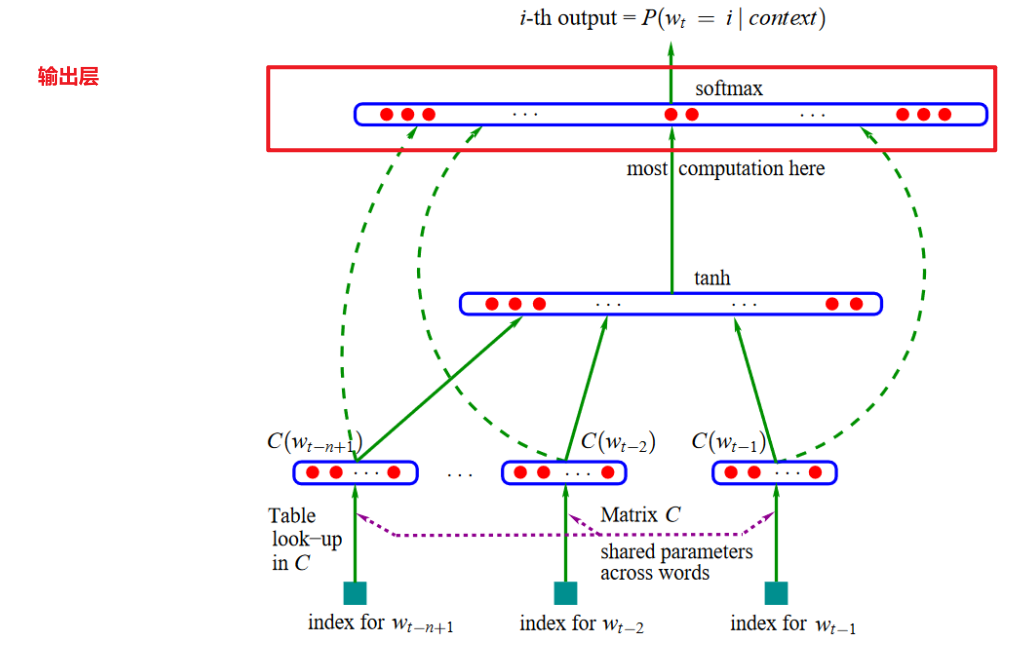 i-th output = P(w_t = i | context)
输出层
softmax
. . .
. . .
most computation here
tanh
. . .
. . .
C(w_{t−n+1})
C(w_{t−2})
C(w_{t−1})
. . .
. . .
. . .
. . .
Table
look−up
in C
Matrix C
shared parameters
across words
index for w_{t−n+1}
index for w_{t−2}
index for w_{t−1}